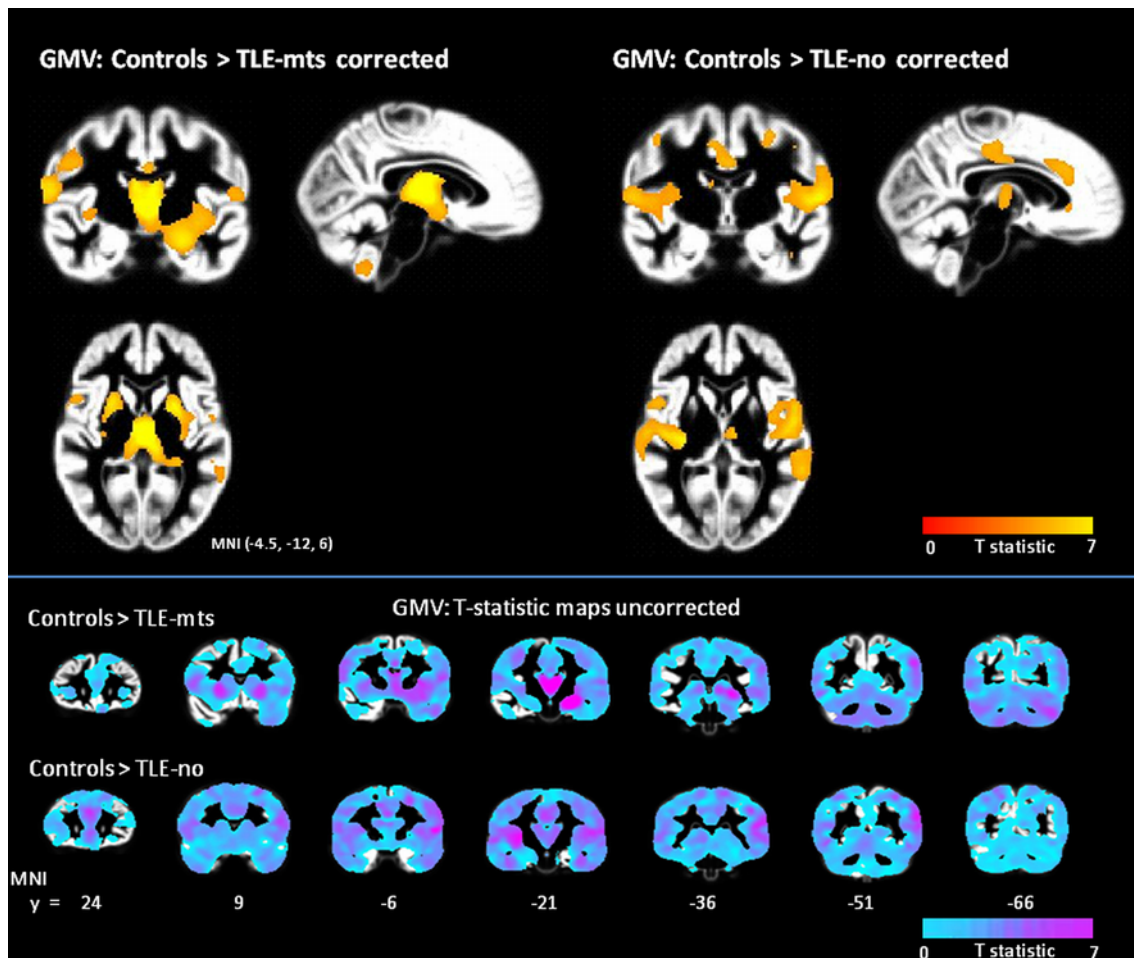 GMV: Controls > TLE-mts corrected
GMV: Controls > TLE-no corrected
MNI (-4.5, -12, 6)
0 T statistic 7
GMV: T-statistic maps uncorrected
Controls > TLE-mts
Controls > TLE-no
MNI
y = 24 9 -6 -21 -36 -51 -66
0 T statistic 7